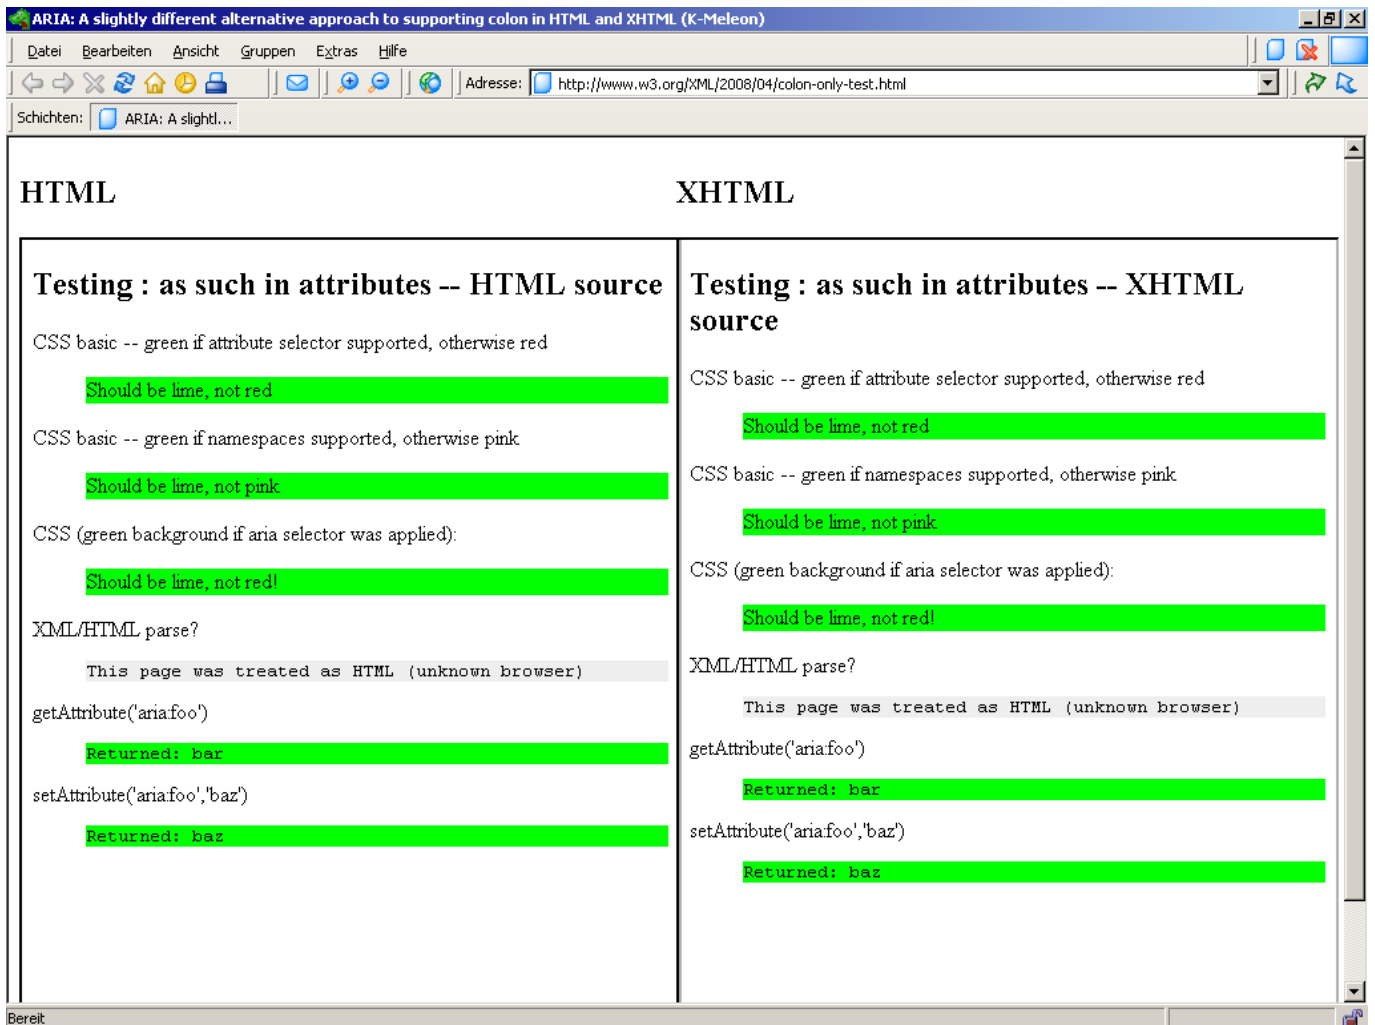 ARIA: A slightly different alternative approach to supporting colon in HTML and XHTML (K-Meleon)
Datei Bearbeiten Ansicht Gruppen Extras Hilfe
Adresse: http://www.w3.org/XML/2008/04/colon-only-test.html
Schichten: ARIA: A slightl...
HTML
XHTML
Testing : as such in attributes -- HTML source
CSS basic -- green if attribute selector supported, otherwise red
Should be lime, not red
CSS basic -- green if namespaces supported, otherwise pink
Should be lime, not pink
CSS (green background if aria selector was applied):
Should be lime, not red!
XML/HTML parse?
This page was treated as HTML (unknown browser)
getAttribute('aria:foo')
Returned: bar
setAttribute('aria:foo','baz')
Returned: baz
Testing : as such in attributes -- XHTML
source
CSS basic -- green if attribute selector supported, otherwise red
Should be lime, not red
CSS basic -- green if namespaces supported, otherwise pink
Should be lime, not pink
CSS (green background if aria selector was applied):
Should be lime, not red!
XML/HTML parse?
This page was treated as HTML (unknown browser)
getAttribute('aria:foo')
Returned: bar
setAttribute('aria:foo','baz')
Returned: baz
Bereit